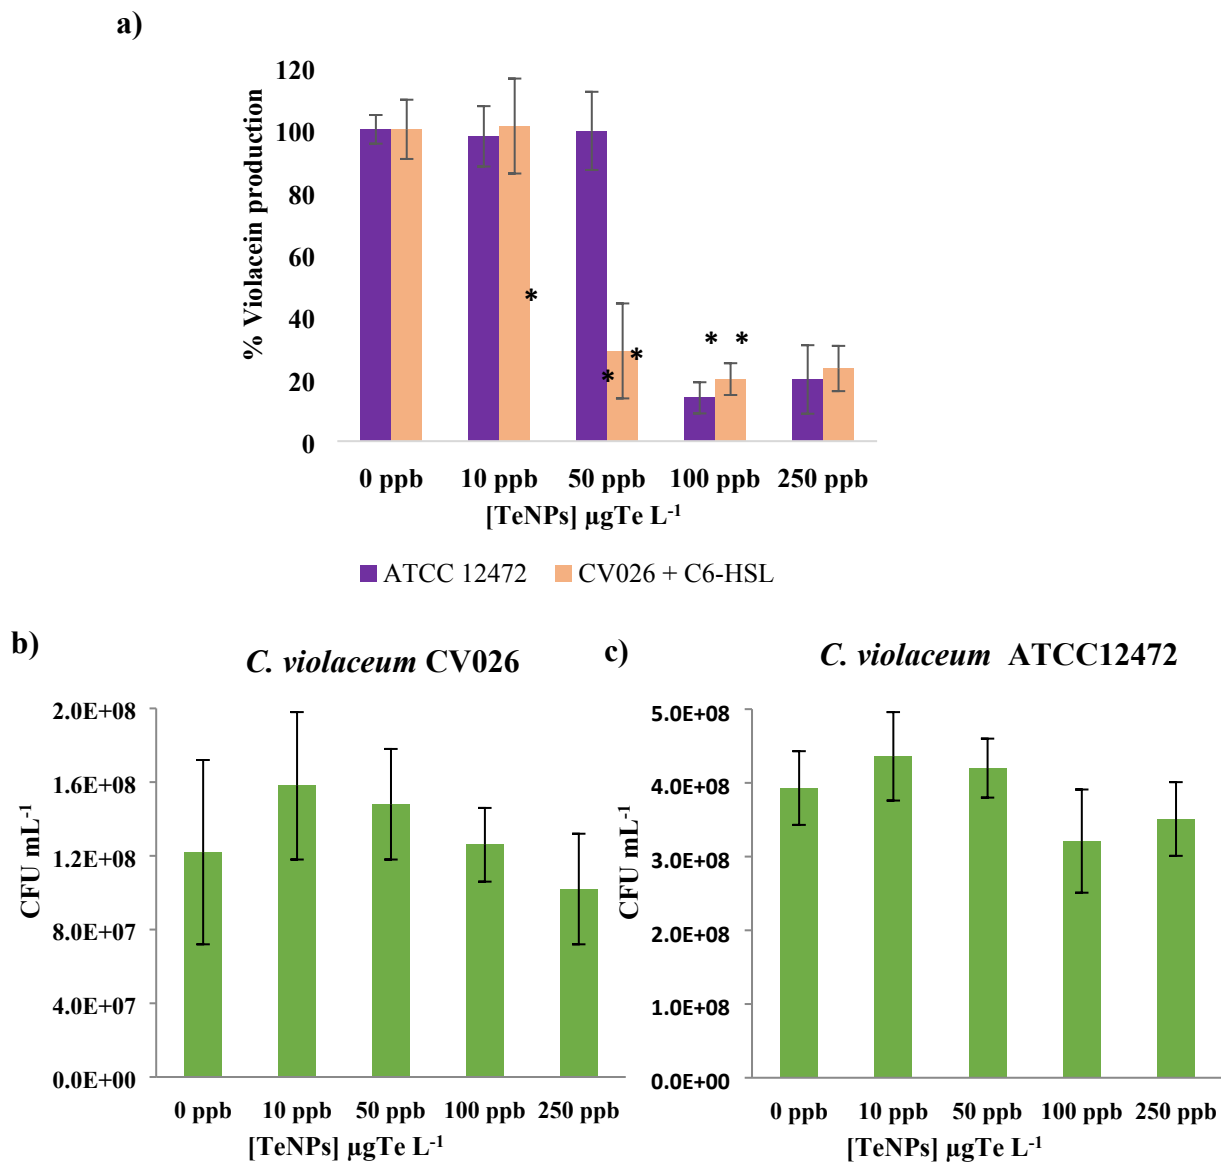 a)
% Violacein production
120
100
80
60
40
20
0
*
*
*
* *
0 ppb 10 ppb 50 ppb 100 ppb 250 ppb
[TeNPs] µgTe L-1
ATCC 12472 CV026 + C6-HSL
b)
C. violaceum CV026
CFU mL-1
2.0E+08
1.6E+08
1.2E+08
8.0E+07
4.0E+07
0.0E+00
0 ppb 10 ppb 50 ppb 100 ppb 250 ppb
[TeNPs] µgTe L-1
c)
C. violaceum ATCC12472
CFU mL-1
5.0E+08
4.0E+08
3.0E+08
2.0E+08
1.0E+08
0.0E+00
0 ppb 10 ppb 50 ppb 100 ppb 250 ppb
[TeNPs] µgTe L-1